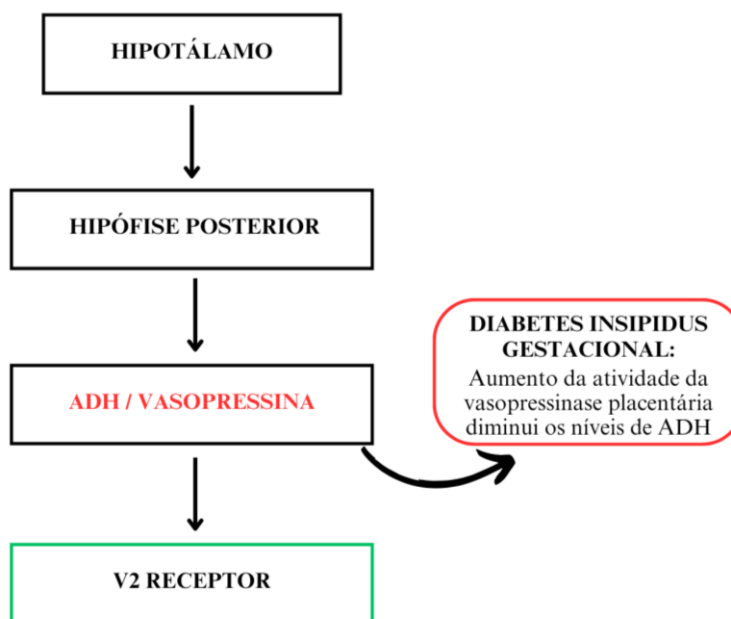 HIPOTÁLAMO
HIPÓFISE POSTERIOR
DIABETES INSIPIDUS
GESTACIONAL:
Aumento da atividade da
vasopressinase placentária
diminui os níveis de ADH
ADH / VASOPRESSINA
V2 RECEPTOR